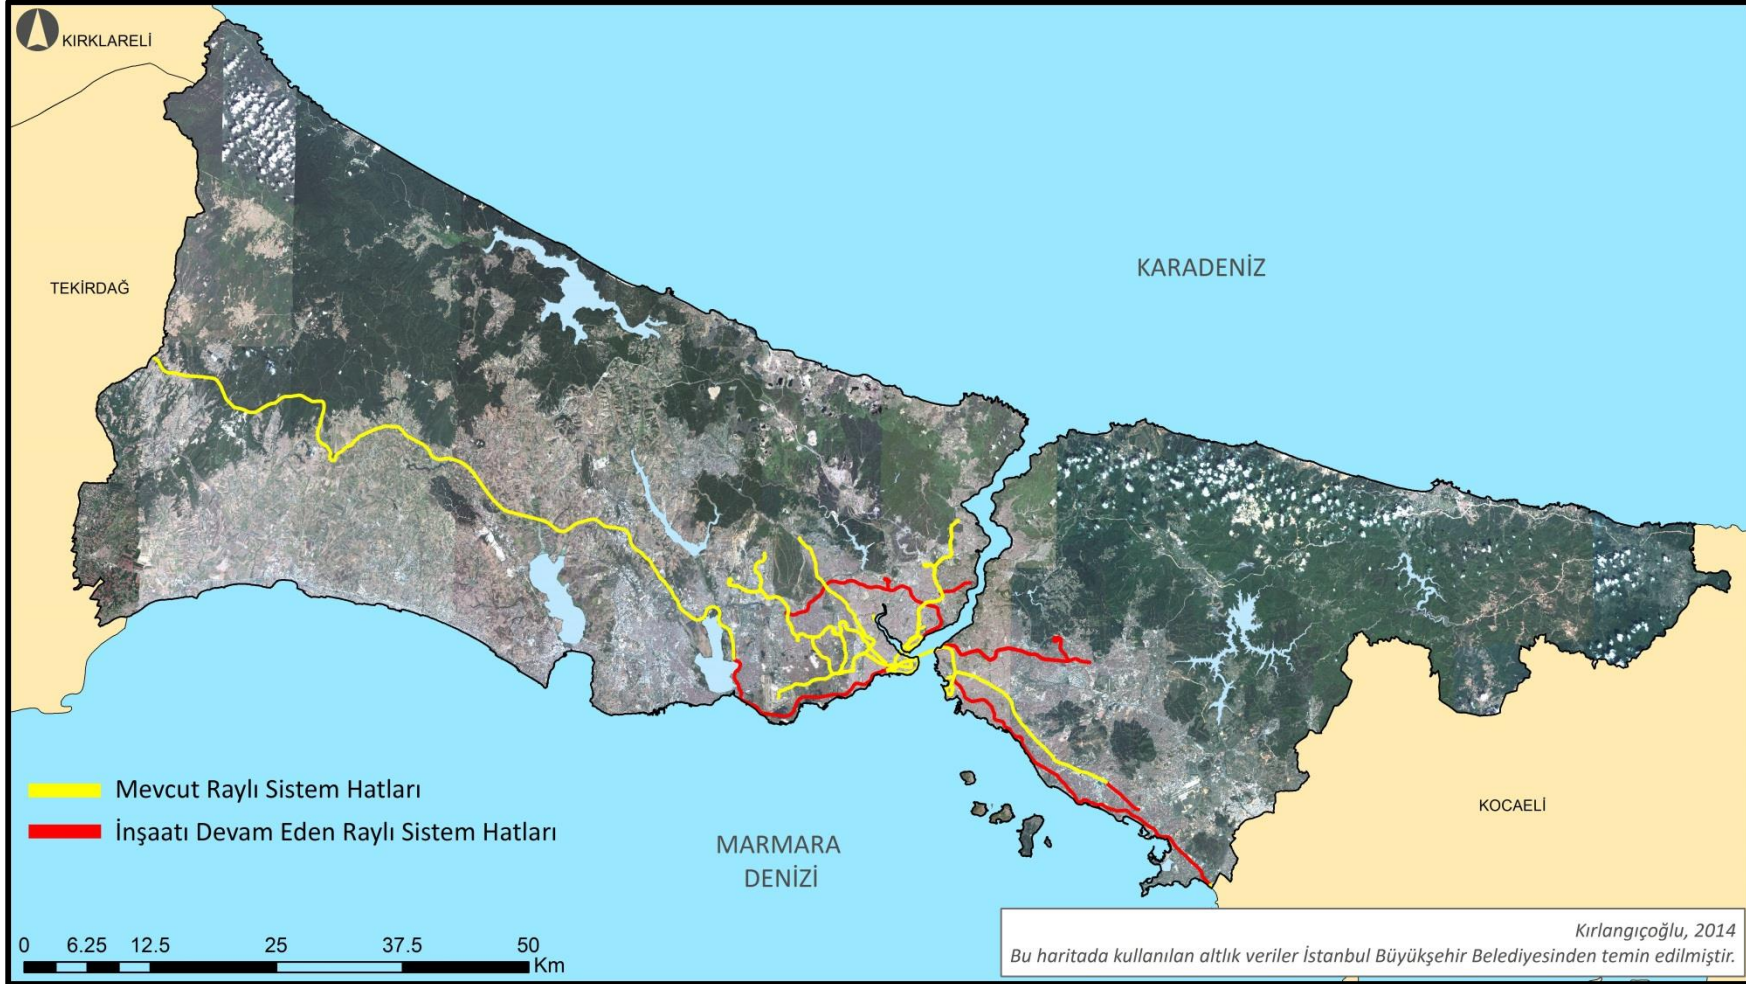 KIRKLARELİ
TEKİRDAĞ
KARADENİZ
Mevcut Raylı Sistem Hatları
İnşaatı Devam Eden Raylı Sistem Hatları
KOCAELİ
MARMARA
DENİZİ
0 6.25 12.5 25 37.5 50
Km
Kırlangıçoğlu, 2014
Bu haritada kullanılan altlık veriler İstanbul Büyükşehir Belediyesinden temin edilmiştir.